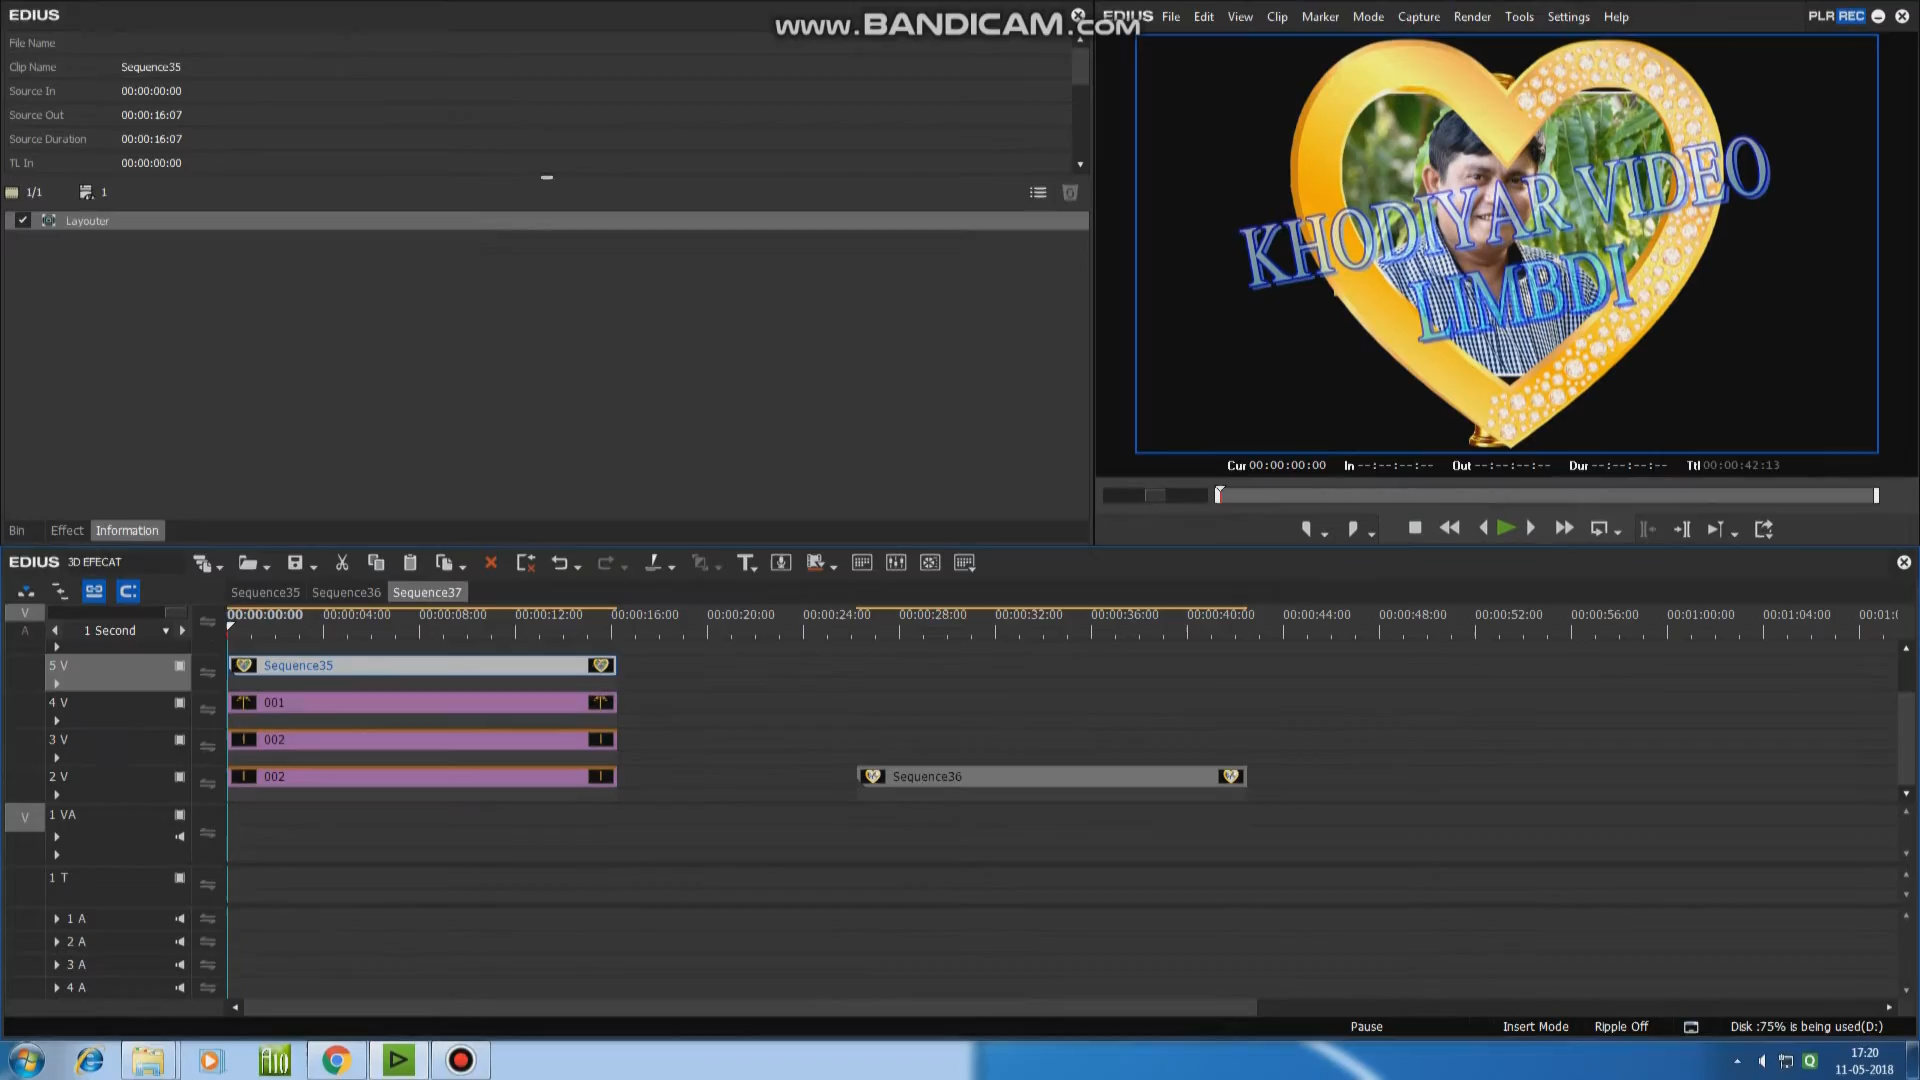 EDIUS
www.BANDICAM.com
EDIUS File Edit View Clip Marker Mode Capture Render Tools Settings Help PLR REC
File Name
Clip Name Sequence35
Source In 00:00:00:00
Source Out 00:00:16:07
Source Duration 00:00:16:07
TL In 00:00:00:00
1/1 1
Layouter
KHODIYAR VIDEO
LIMBDI
Cur 00:00:00:00 In --:--:--:-- Out --:--:--:-- Dur --:--:--:-- Ttl 00:00:42:13
Bin Effect Information
EDIUS 3D EFECAT
Sequence35 Sequence36 Sequence37
V 00:00:00:00 00:00:04:00 00:00:08:00 00:00:12:00 00:00:16:00 00:00:20:00 00:00:24:00 00:00:28:00 00:00:32:00 00:00:36:00 00:00:40:00 00:00:44:00 00:00:48:00 00:00:52:00 00:00:56:00 00:01:00:00 00:01:04:00 00:01:0
A 1 Second
5 V Sequence35
4 V 001
3 V 002
2 V 002 Sequence36
V 1 VA
1 T
1 A
2 A
3 A
4 A
Pause Insert Mode Ripple Off Disk :75% is being used(D:)
17:20
11-05-2018